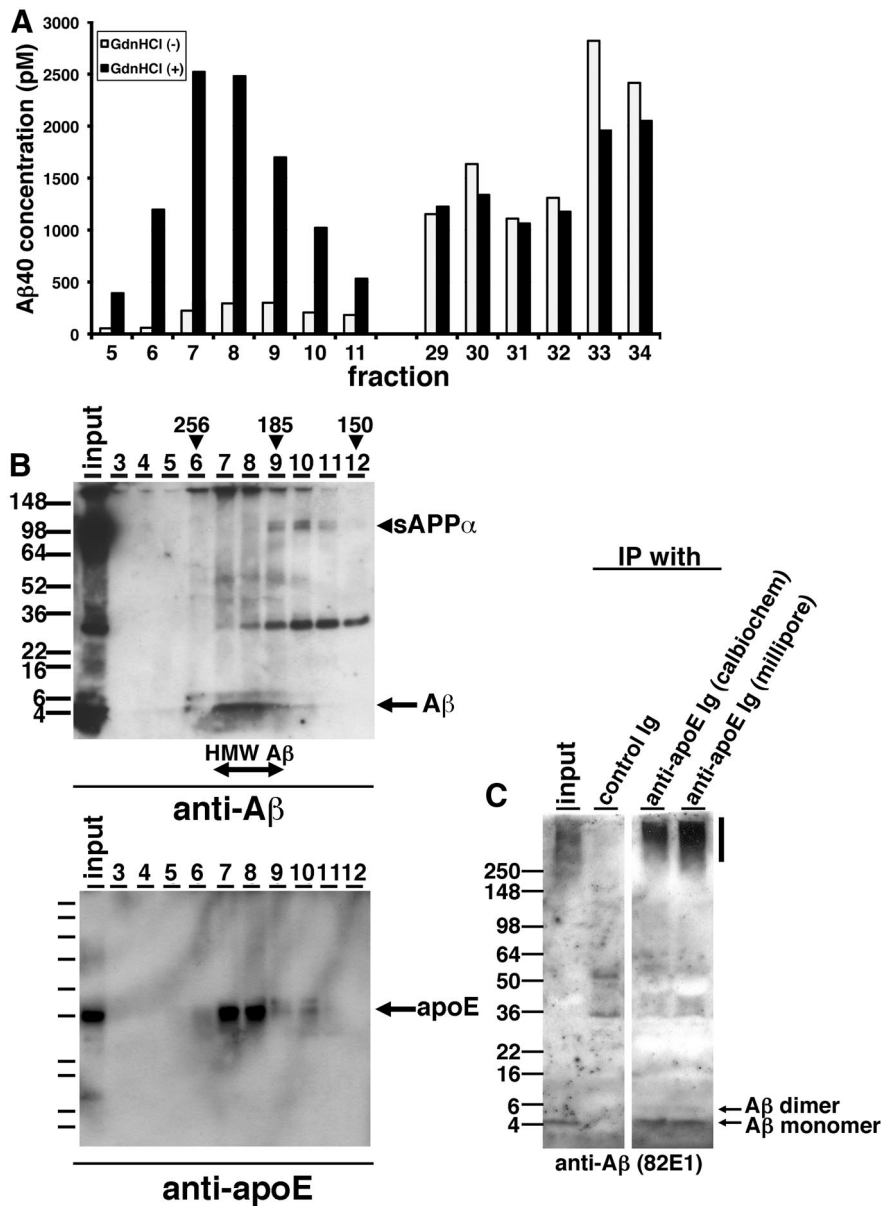 A
Aβ40 concentration (pM)
3000
2500
2000
1500
1000
500
0
GdnHCl (-)
GdnHCl (+)
5 6 7 8 9 10 11 29 30 31 32 33 34
fraction
B
256 185 150
input 3 4 5 6 7 8 9 10 11 12
148
98
64
52
36
22
16
6
4
sAPPα
Aβ
HMW Aβ
anti-Aβ
input 3 4 5 6 7 8 9 10 11 12
apoE
anti-apoE
C
IP with
input
control Ig
anti-apoE Ig (calbiochem)
anti-apoE Ig (millipore)
250
148
98
64
50
36
22
16
6
4
Aβ dimer
Aβ monomer
anti-Aβ (82E1)